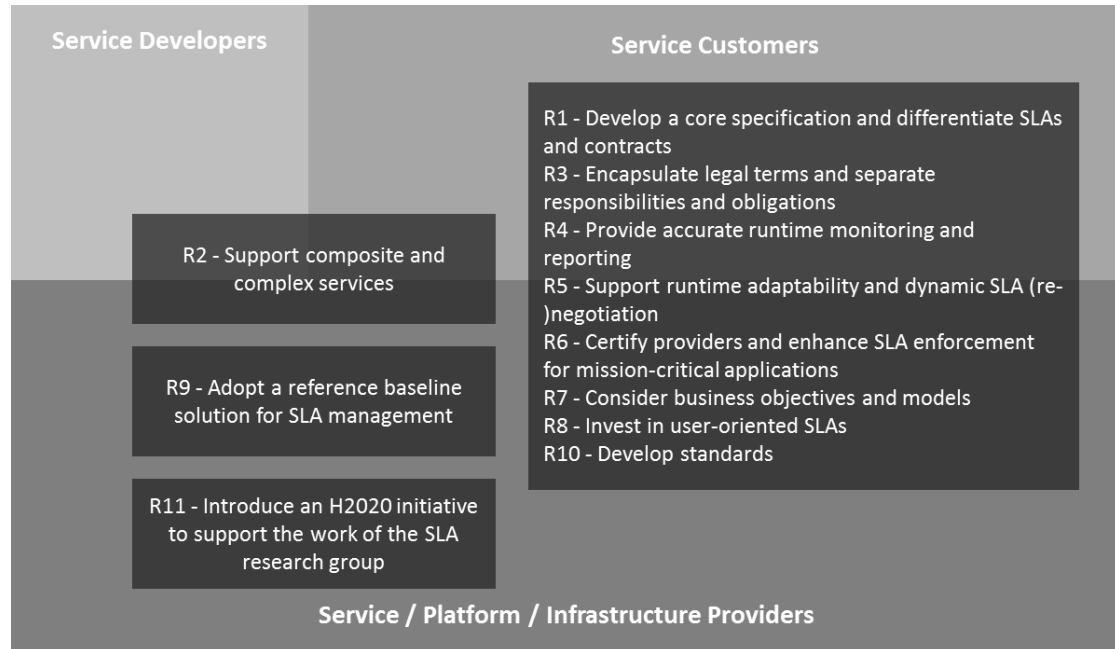 Service Developers
Service Customers
R1 - Develop a core specification and differentiate SLAs
and contracts
R3 - Encapsulate legal terms and separate
responsibilities and obligations
R4 - Provide accurate runtime monitoring and
reporting
R5 - Support runtime adaptability and dynamic SLA (re-
)negotiation
R6 - Certify providers and enhance SLA enforcement
for mission-critical applications
R7 - Consider business objectives and models
R8 - Invest in user-oriented SLAs
R10 - Develop standards
R2 - Support composite and
complex services
R9 - Adopt a reference baseline
solution for SLA management
R11 - Introduce an H2020 initiative
to support the work of the SLA
research group
Service / Platform / Infrastructure Providers